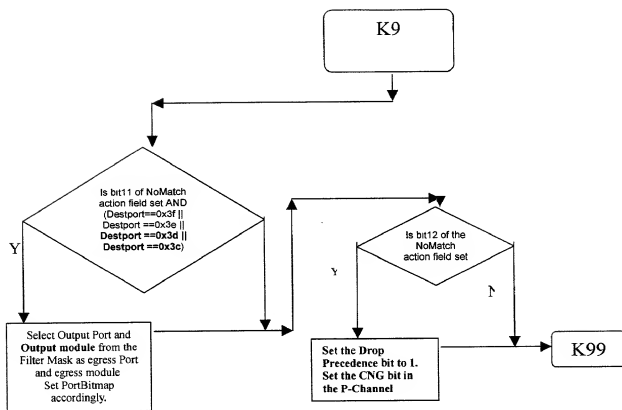 K9
Is bit11 of NoMatch
action field set AND
(Destport==0x3f ||
Destport ==0x3e ||
Destport ==0x3d ||
Destport ==0x3c)
Y
Select Output Port and
Output module from the
Filter Mask as egress Port
and egress module
Set PortBitmap
accordingly.
Is bit12 of the
NoMatch
action field set
Y
N
Set the Drop
Precedence bit to 1.
Set the CNG bit in
the P-Channel
K99